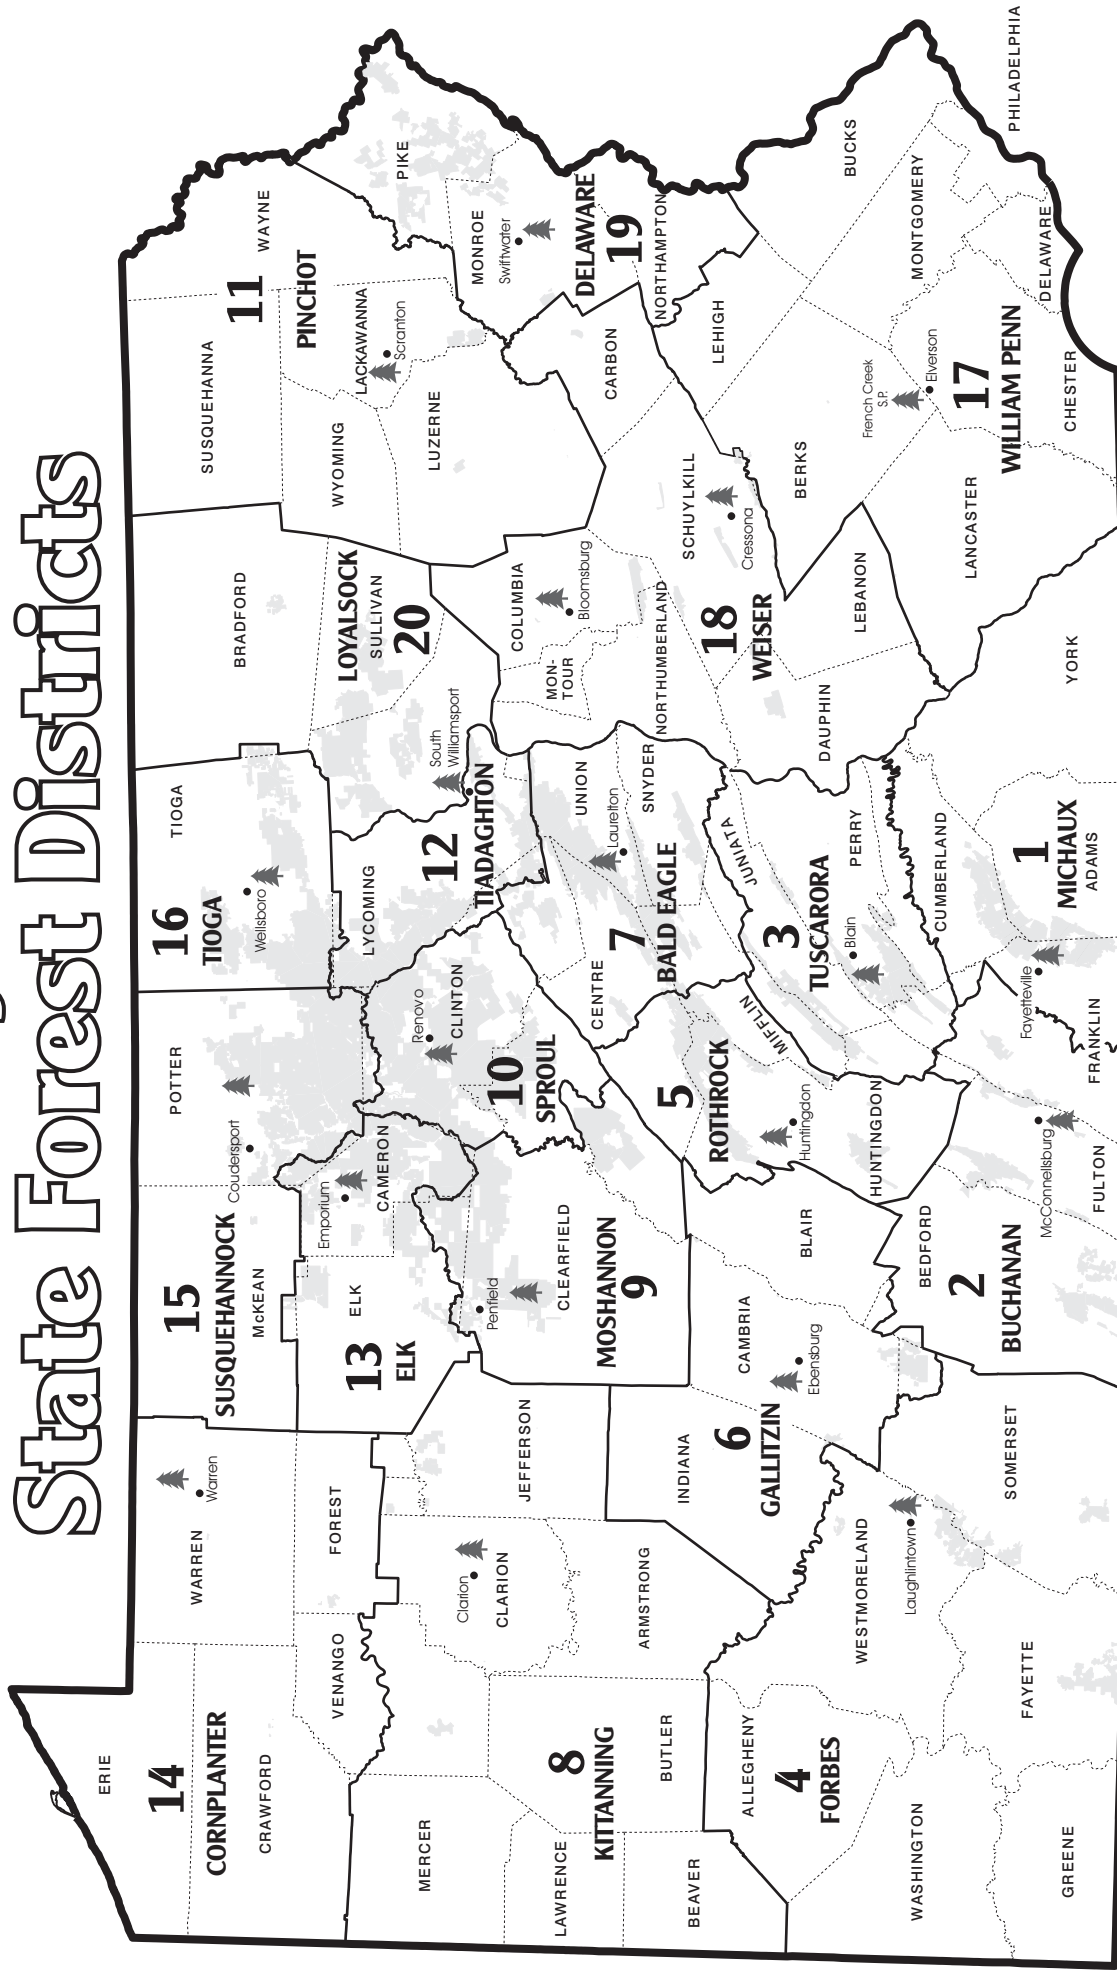 State Forest Districts
ERIE
14
CORNPLANTER
CRAWFORD
WARREN
Warren
FOREST
VENANGO
15
SUSQUEHANNOCK
McKEAN
POTTER
Coudersport
16
TIOGA
TIOGA
Wellsboro
BRADFORD
SUSQUEHANNA
11
PINCHOT
WAYNE
WYOMING
LACKAWANNA
Scranton
LUZERNE
PIKE
MONROE
Swiftwater
DELAWARE
19
NORTHAMPTON
CARBON
LEHIGH
LOYALSOCK
SULLIVAN
20
South
Williamsport
12
TIADAGHTON
LYCOMING
13
ELK
ELK
Emporium
CAMERON
10
SPROUL
Renovo
CLINTON
MERCER
8
KITTANNING
LAWRENCE
BUTLER
BEAVER
Clarion
CLARION
ARMSTRONG
JEFFERSON
Penfield
CLEARFIELD
MOSHANNON
9
CENTRE
7
BALD EAGLE
UNION
Laurelton
SNYDER
COLUMBIA
Bloomsburg
MON-
TOUR
NORTHUMBERLAND
18
WEISER
SCHUYLKILL
Cressona
DAUPHIN
LEBANON
BERKS
BUCKS
MONTGOMERY
French Creek
S.P.
Elverson
17
WILLIAM PENN
LANCASTER
CHESTER
DELAWARE
PHILADELPHIA
ALLEGHENY
4
FORBES
WASHINGTON
GREENE
FAYETTE
WESTMORELAND
Laughlintown
SOMERSET
INDIANA
6
GALLITZIN
CAMBRIA
Ebensburg
BLAIR
5
ROTHROCK
Huntingdon
HUNTINGDON
MIFFLIN
JUNIATA
3
TUSCARORA
Blain
PERRY
CUMBERLAND
BEDFORD
2
BUCHANAN
McConnellsburg
FULTON
FRANKLIN
Fayetteville
1
MICHAUX
ADAMS
YORK